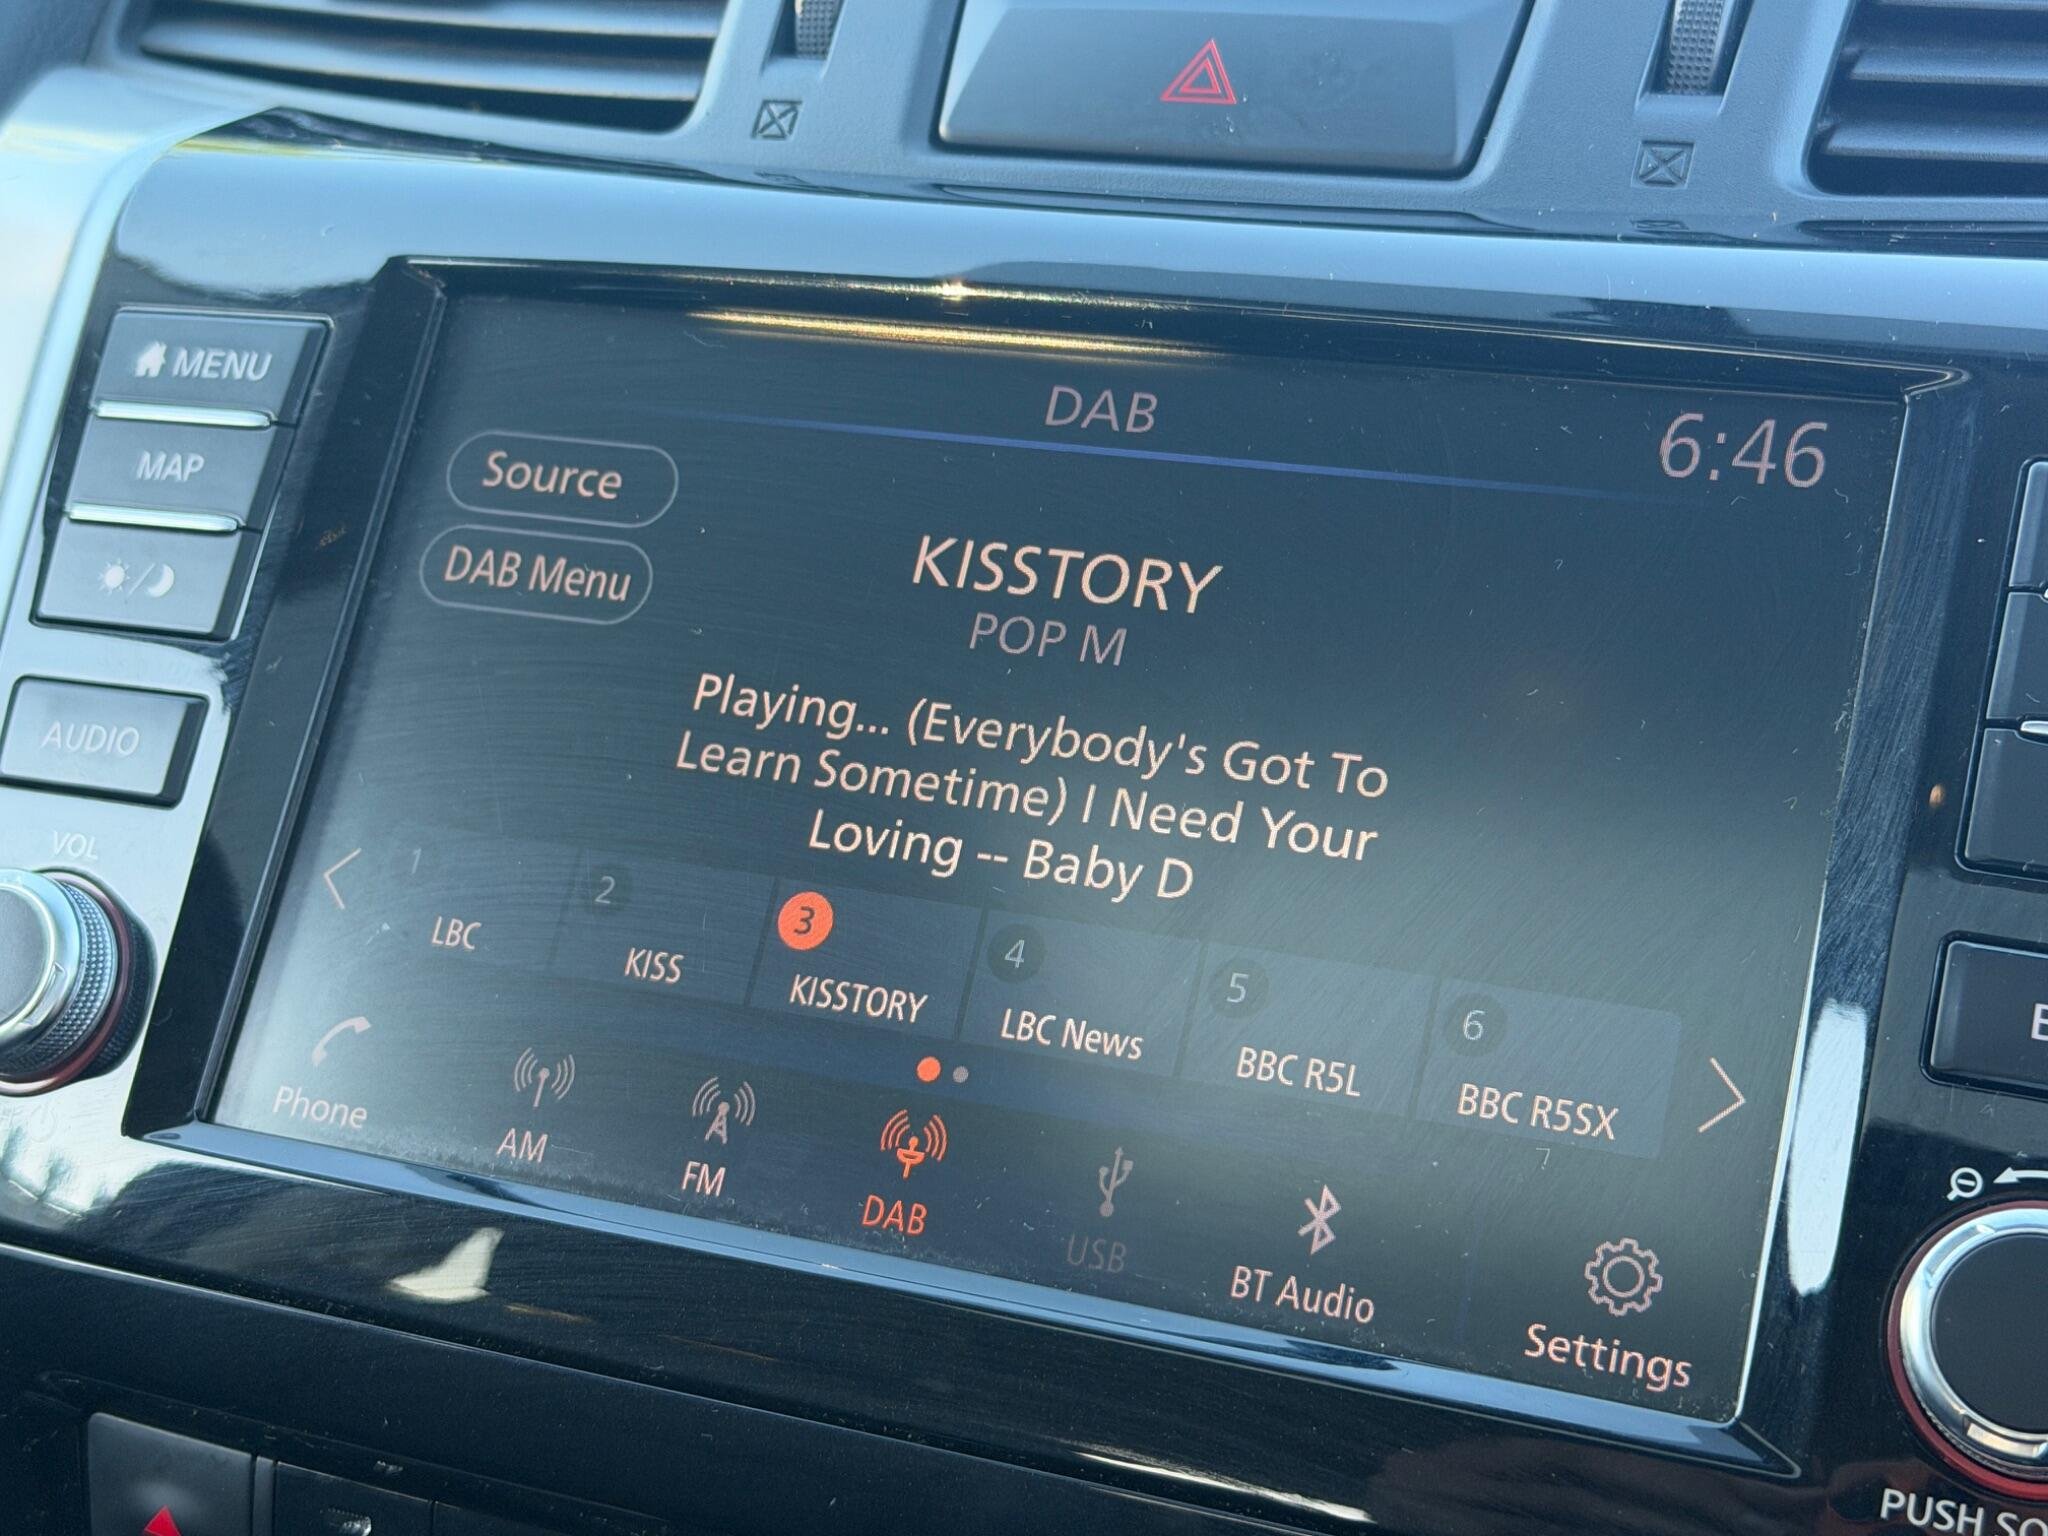 MENU
MAP
AUDIO
VOL
DAB
6:46
Source
DAB Menu
KISSTORY
POP M
Playing... (Everybody's Got To
Learn Sometime) I Need Your
Loving -- Baby D
1
LBC
2
KISS
3
KISSTORY
4
LBC News
5
BBC R5L
6
BBC R5SX
Phone
AM
FM
DAB
USB
BT Audio
Settings
PUSH